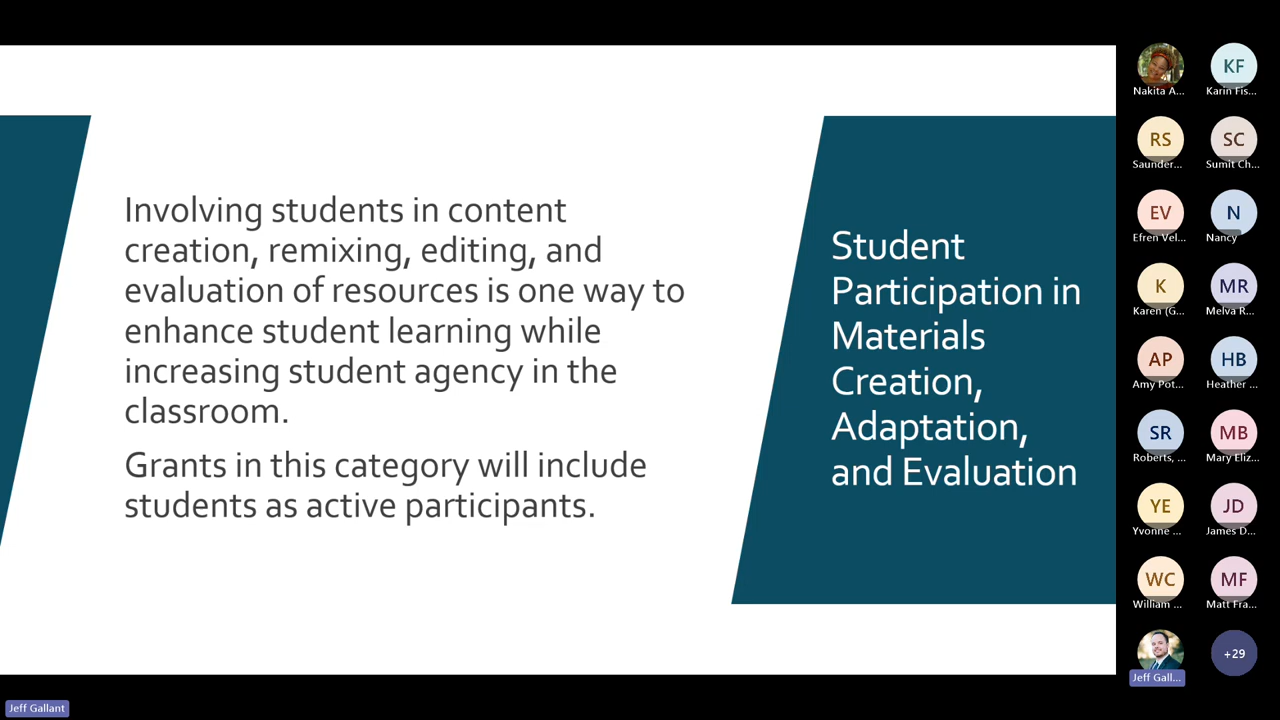 Involving students in content
creation, remixing, editing, and
evaluation of resources is one way to
enhance student learning while
increasing student agency in the
classroom.
Grants in this category will include
students as active participants.
Student
Participation in
Materials
Creation,
Adaptation,
and Evaluation
Nakita A...
KF
Karin Fis...
RS
Saunder...
SC
Sumit Ch...
EV
Efren Vel...
N
Nancy
K
Karen (G...
MR
Melva R...
AP
Amy Pot...
HB
Heather ...
SR
Roberts, ...
MB
Mary Eliz...
YE
Yvonne ...
JD
James D...
WC
William ...
MF
Matt Fra...
Jeff Gall...
+29
Jeff Gallant